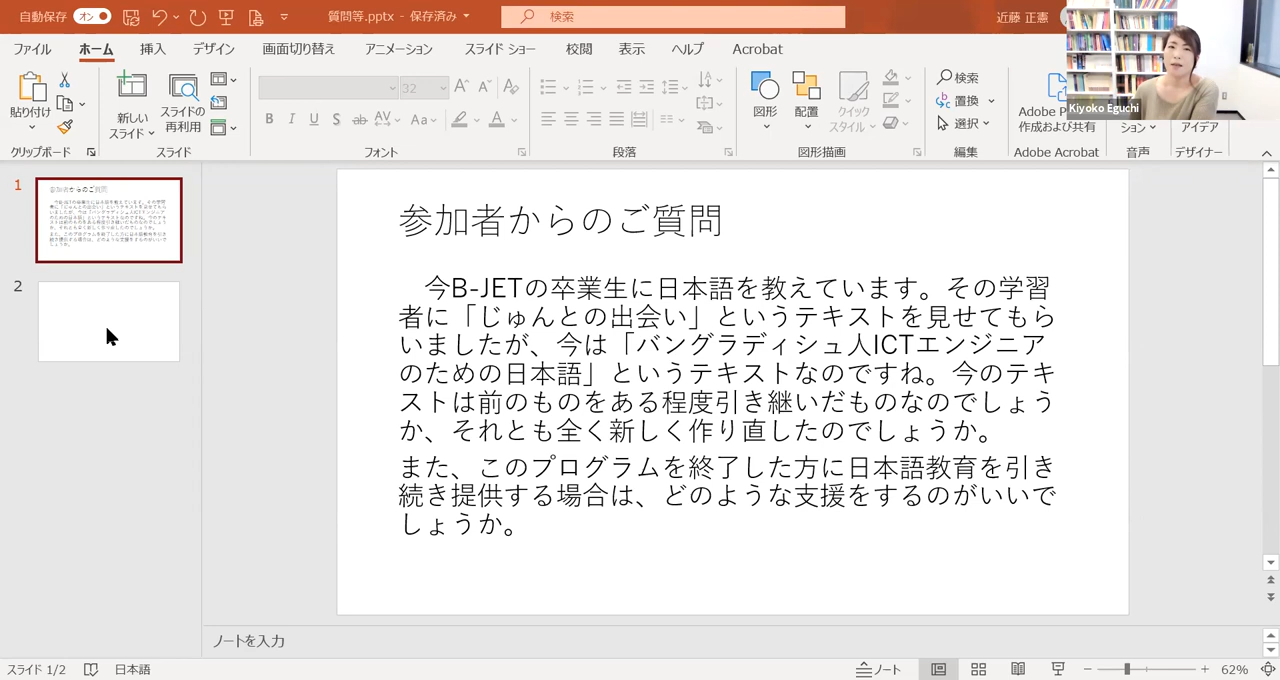 自動保存 オン 質問等.pptx - 保存済み 検索 近藤 正憲
ファイル ホーム 挿入 デザイン 画面切り替え アニメーション スライド ショー 校閲 表示 ヘルプ Acrobat
貼り付け
新しい
スライド
スライドの
再利用
32
B I U S ab AV Aa A
図形 配置 クイック
スタイル
検索
置換
選択
Adobe P
作成および共有
ション アイデア
Kiyoko Eguchi
クリップボード スライド フォント 段落 図形描画 編集 Adobe Acrobat 音声 デザイナー
1
2
参加者からのご質問
今B-JETの卒業生に日本語を教えています。その学習
者に「じゅんとの出会い」というテキストを見せてもら
いましたが、今は「バングラディシュ人ICTエンジニア
のための日本語」というテキストなのですね。今のテキ
ストは前のものをある程度引き継いだものなのでしょう
か、それとも全く新しく作り直したのでしょうか。
また、このプログラムを終了した方に日本語教育を引き
続き提供する場合は、どのような支援をするのがいいで
しょうか。
ノートを入力
スライド 1/2 日本語 ノート 62%